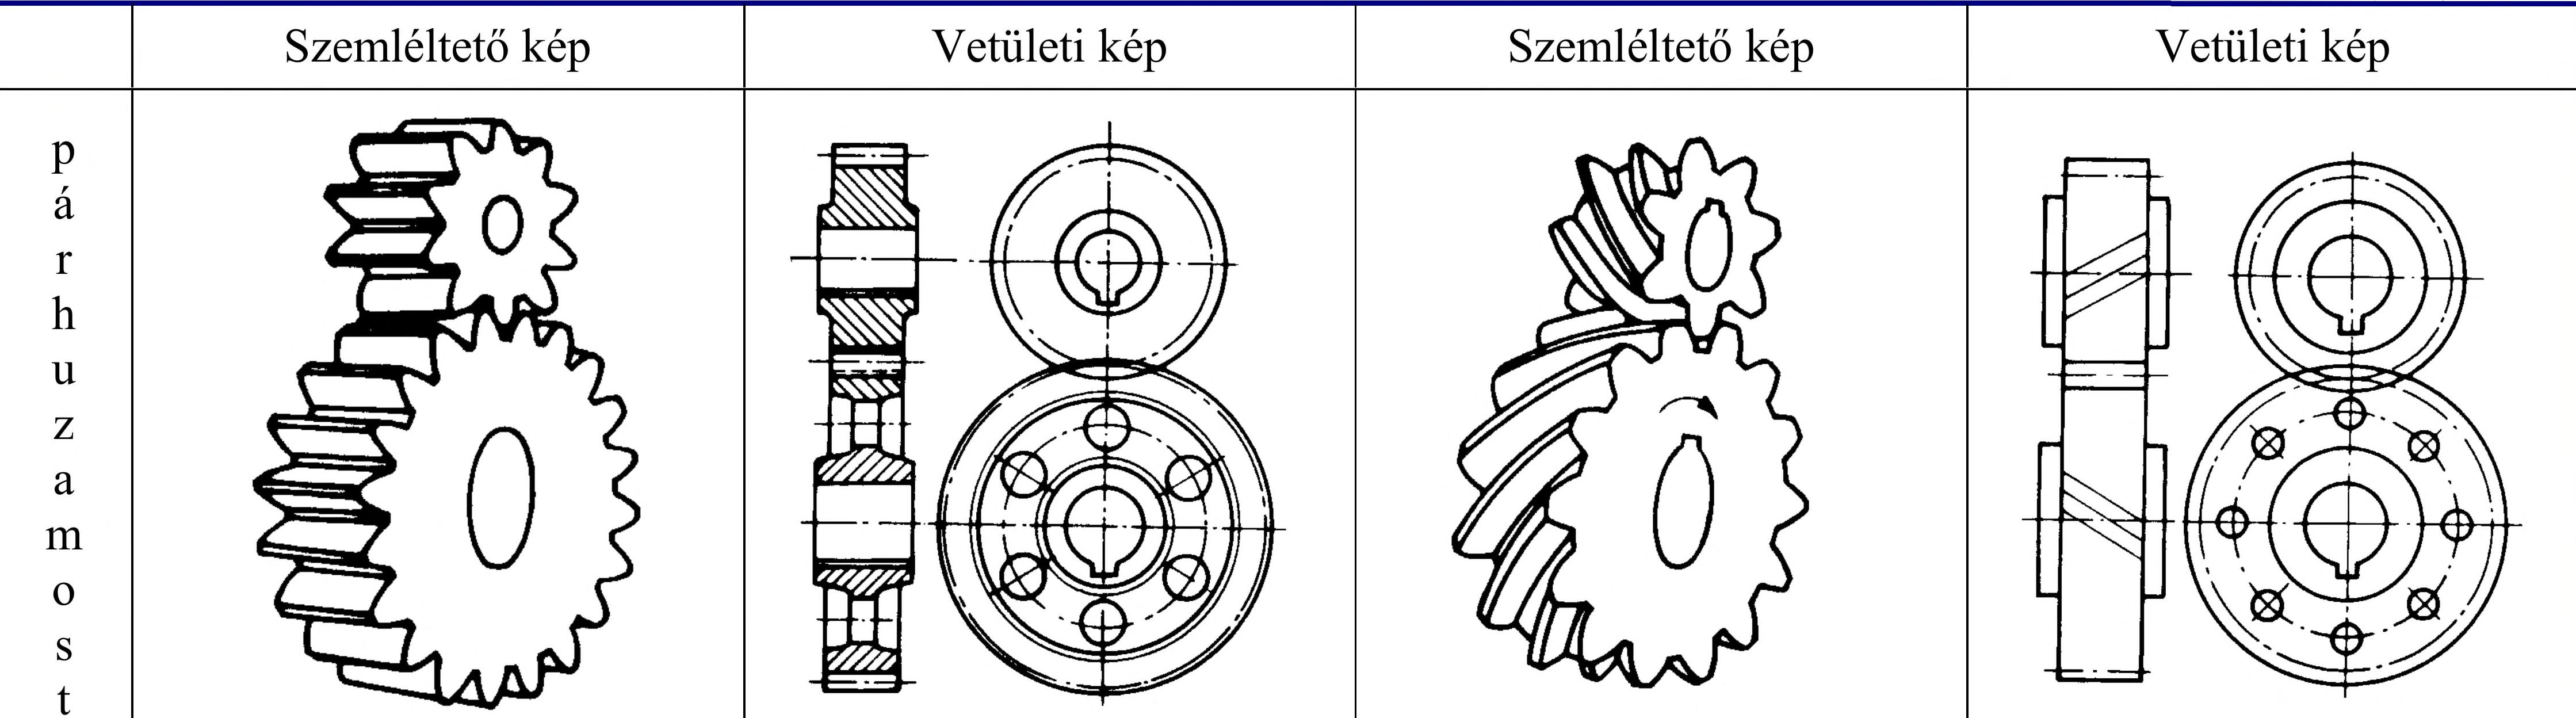 Szemléltető kép
Vetületi kép
Szemléltető kép
Vetületi kép
p
á
r
h
u
z
a
m
o
s
t